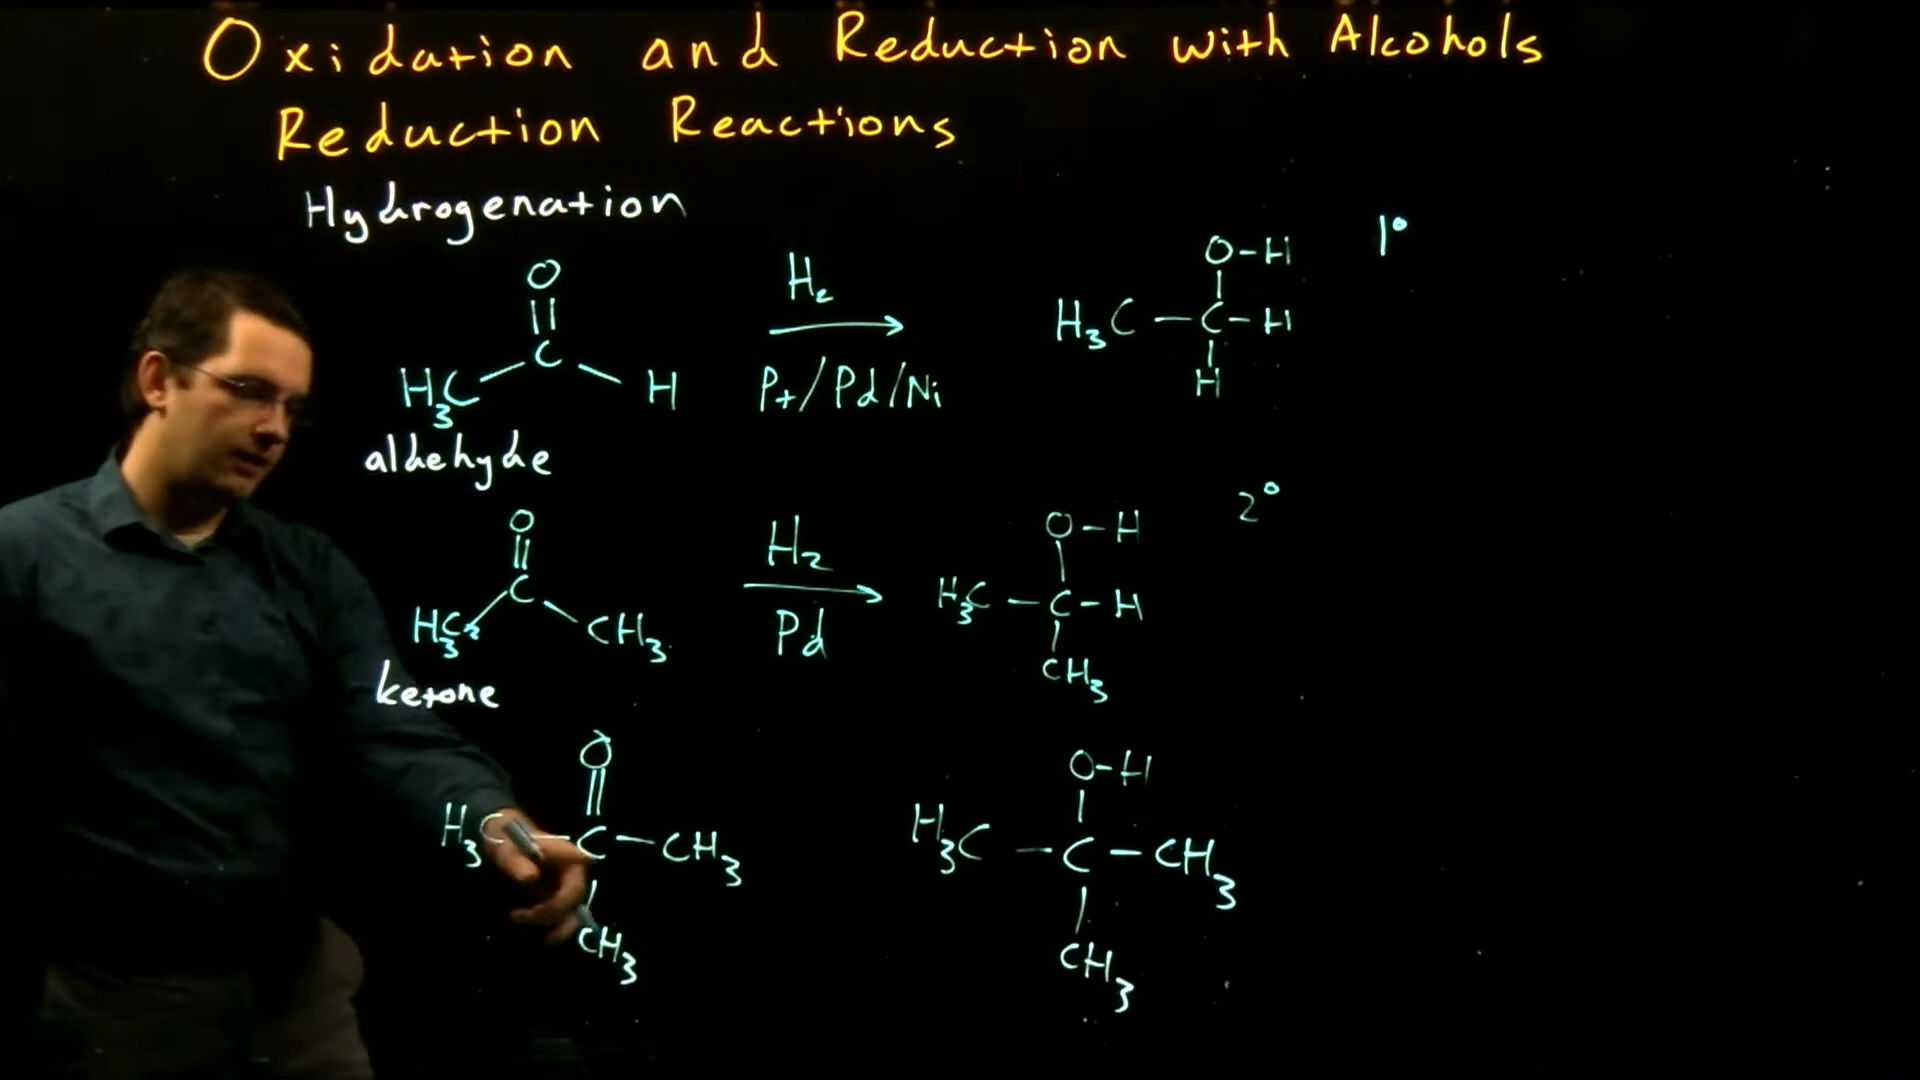 Oxidation and Reduction with Alcohols
Reduction Reactions
Hydrogenation
1°
O
H2
O-H
H3C C H
Pt/Pd/Ni
H3C - C - H
H
aldehyde
2°
O
H2
O-H
C
H3C CH3
Pd
H3C - C - H
CH3
ketone
O
O-H
H3C - C - CH3
H3C - C - CH3
CH3
CH3